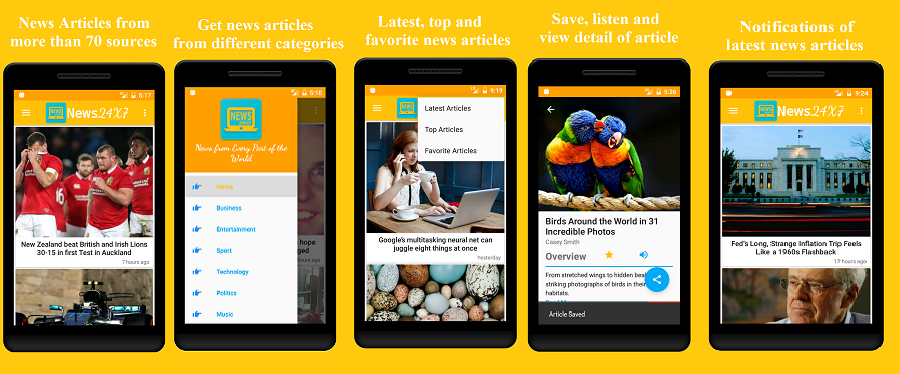 News Articles from
more than 70 sources
5:17
News24X7
New Zealand beat British and Irish Lions
30-15 in first Test in Auckland
7 hours ago
Get news articles
from different categories
5:18
NEWS
News from Every Part of the
World
Home
Business
Entertainment
Sport
Technology
Politics
Music
hope
ged
ago
Latest, top and
favorite news articles
9:19
Latest Articles
Top Articles
Favorite Articles
Google's multitasking neural net can
juggle eight things at once
Yesterday
Save, listen and
view detail of article
5:26
Birds Around the World in 31
Incredible Photos
Casey Smith
Overview
From stretched wings to hidden beat
striking photographs of birds in their
habitats.
Article Saved
Notifications of
latest news articles
9:24
News24X7
Fed's Long, Strange Inflation Trip Feels
Like a 1960s Flashback
17 hours ago